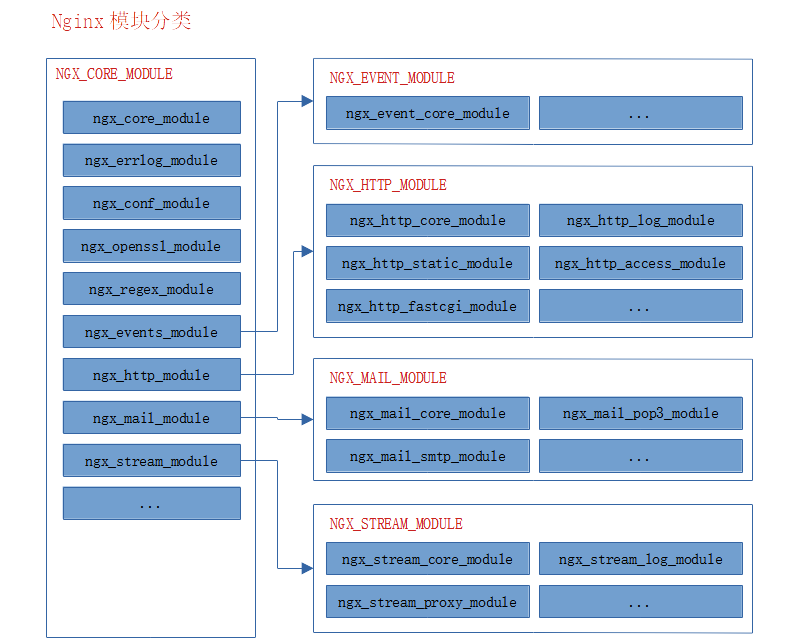 Nginx 模块分类
NGX_CORE_MODULE
ngx_core_module
ngx_errlog_module
ngx_conf_module
ngx_openssl_module
ngx_regex_module
ngx_events_module
ngx_http_module
ngx_mail_module
ngx_stream_module
...
NGX_EVENT_MODULE
ngx_event_core_module
...
NGX_HTTP_MODULE
ngx_http_core_module
ngx_http_log_module
ngx_http_static_module
ngx_http_access_module
ngx_http_fastcgi_module
...
NGX_MAIL_MODULE
ngx_mail_core_module
ngx_mail_pop3_module
ngx_mail_smtp_module
...
NGX_STREAM_MODULE
ngx_stream_core_module
ngx_stream_log_module
ngx_stream_proxy_module
...